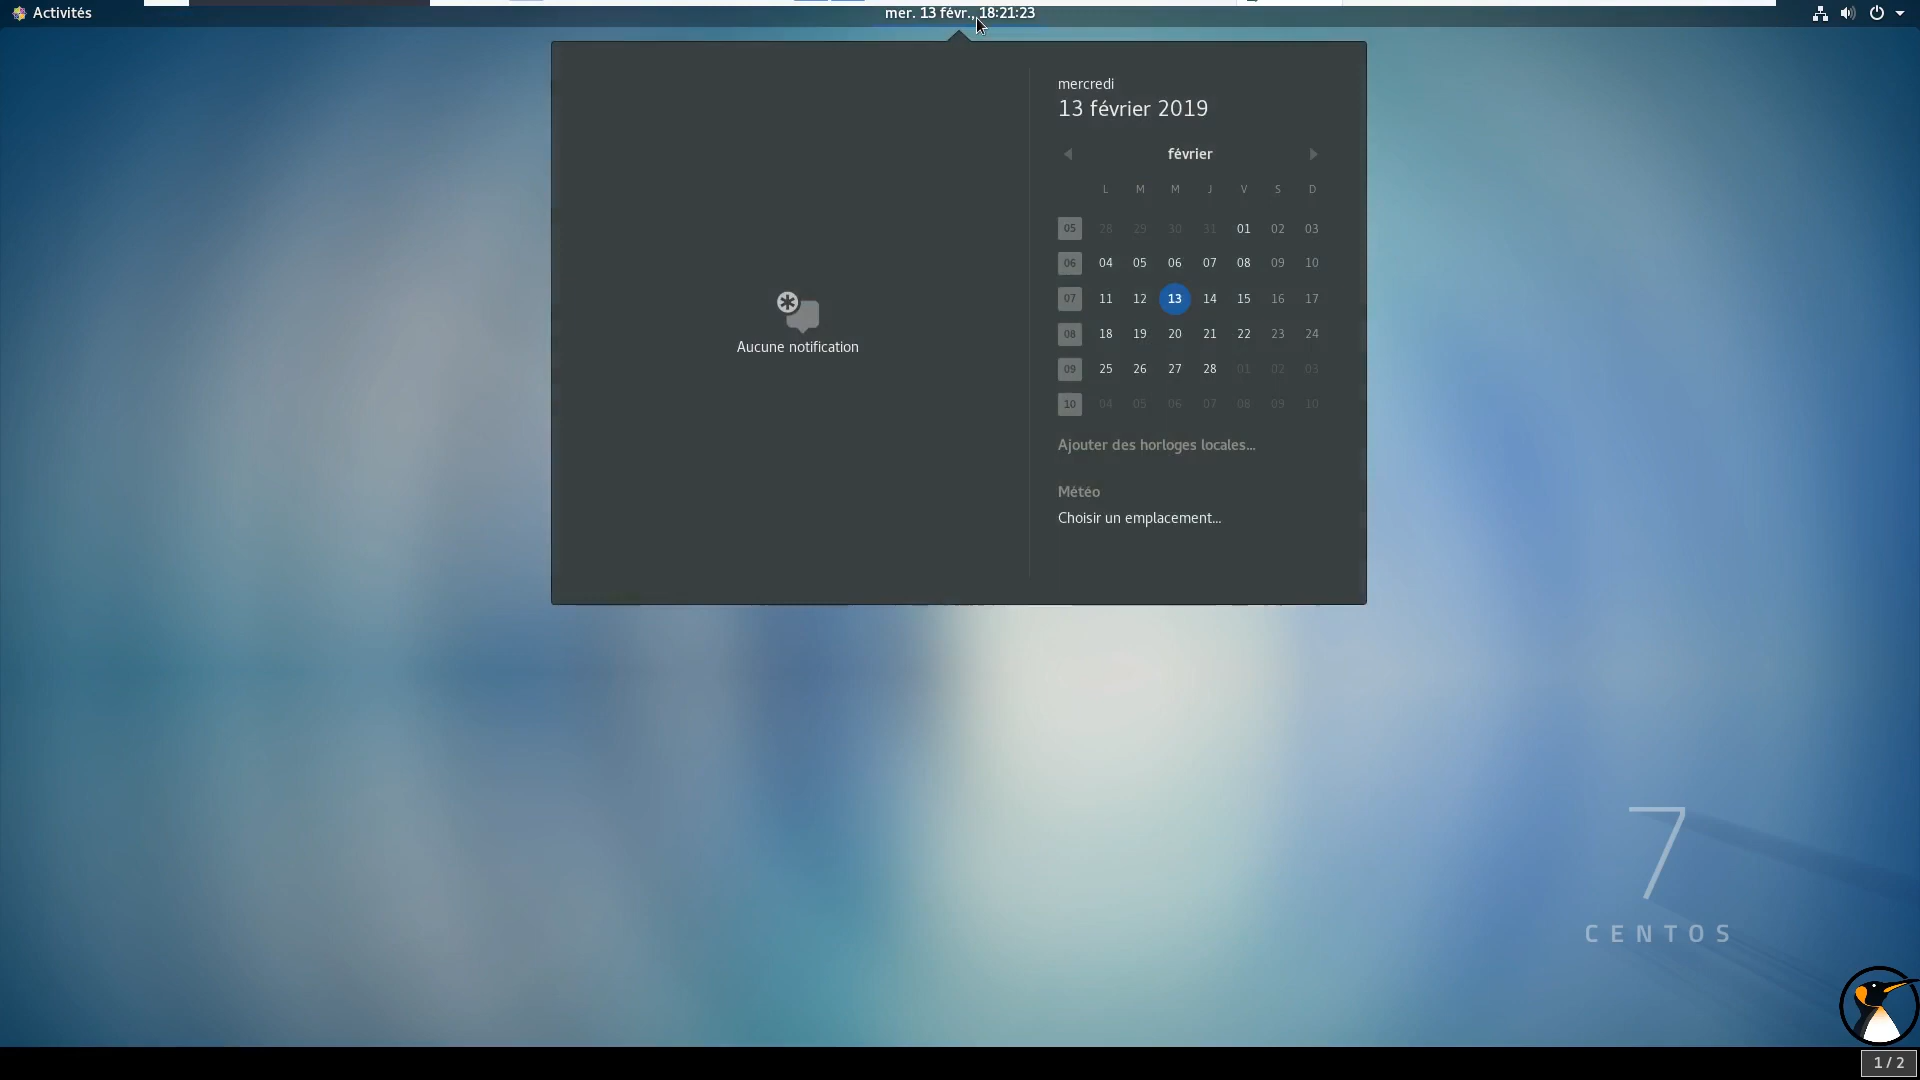 Activités
mer. 13 févr., 18:21:23
mercredi
13 février 2019
février
L M M J V S D
05 28 29 30 31 01 02 03
06 04 05 06 07 08 09 10
07 11 12 13 14 15 16 17
08 18 19 20 21 22 23 24
09 25 26 27 28 01 02 03
10 04 05 06 07 08 09 10
Aucune notification
Ajouter des horloges locales…
Météo
Choisir un emplacement…
7
CENTOS
1 / 2